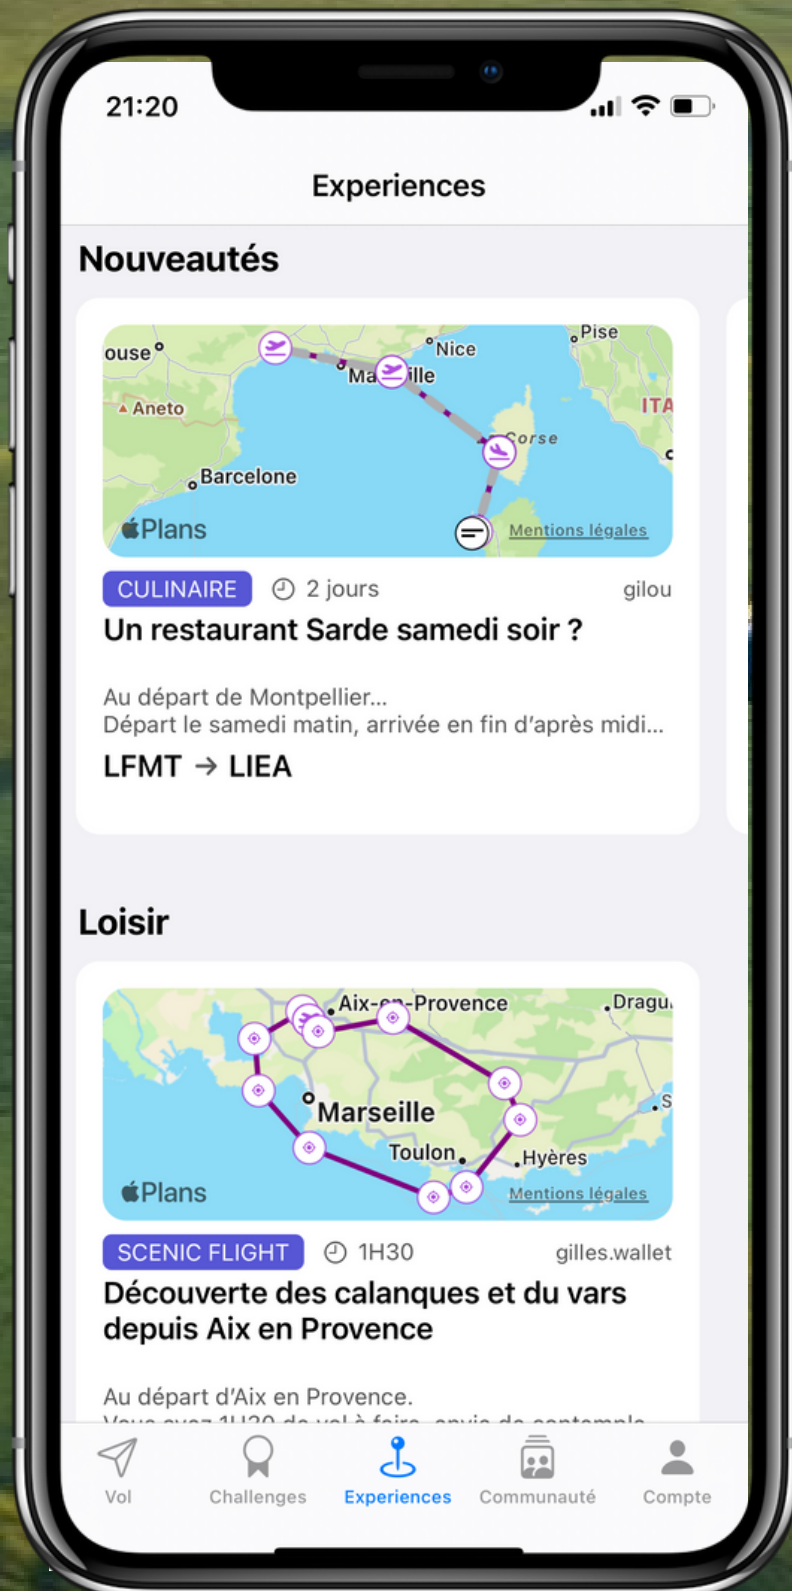 21:20
Experiences
Nouveautés
ouse
Nice
Pise
Aneto
ITA
Corse
Barcelone
Plans
Mentions légales
CULINAIRE
2 jours
gilou
Un restaurant Sarde samedi soir ?
Au départ de Montpellier...
Départ le samedi matin, arrivée en fin d'après midi...
LFMT → LIEA
Loisir
Aix-en-Provence
Dragui
Marseille
S
Toulon
Hyères
Plans
Mentions légales
SCENIC FLIGHT
1H30
gilles.wallet
Découverte des calanques et du vars
depuis Aix en Provence
Au départ d'Aix en Provence.
Vol
Challenges
Experiences
Communauté
Compte